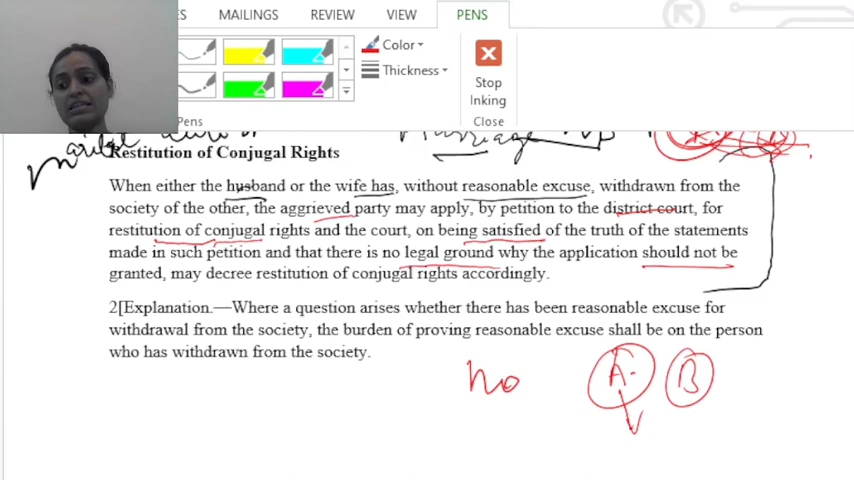 ES MAILINGS REVIEW VIEW PENS
Color
Thickness
Stop
Inking
Pens
Close
Marital
Marriage
Restitution of Conjugal Rights
When either the husband or the wife has, without reasonable excuse, withdrawn from the
society of the other, the aggrieved party may apply, by petition to the district court, for
restitution of conjugal rights and the court, on being satisfied of the truth of the statements
made in such petition and that there is no legal ground why the application should not be
granted, may decree restitution of conjugal rights accordingly.
2[Explanation.—Where a question arises whether there has been reasonable excuse for
withdrawal from the society, the burden of proving reasonable excuse shall be on the person
who has withdrawn from the society.
no A B